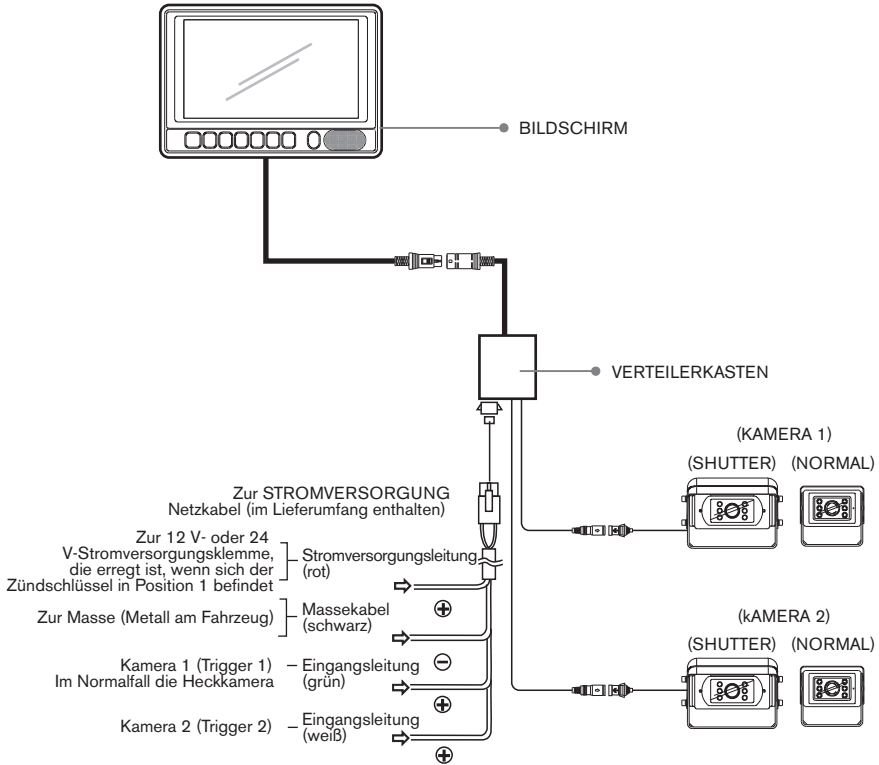 BILDSCHIRM
VERTEILERKASTEN
(KAMERA 1)
(SHUTTER) (NORMAL)
Zur STROMVERSORGUNG
Netzkabel (im Lieferumfang enthalten)
Zur 12 V- oder 24
V-Stromversorgungsklemme,
die erregt ist, wenn sich der
Zündschlüssel in Position 1 befindet
Stromversorgungsleitung
(rot)
Zur Masse (Metall am Fahrzeug)
Massekabel
(schwarz)
(kAMERA 2)
(SHUTTER) (NORMAL)
Kamera 1 (Trigger 1)
Im Normalfall die Heckkamera
Eingangsleitung
(grün)
Kamera 2 (Trigger 2)
Eingangsleitung
(weiß)